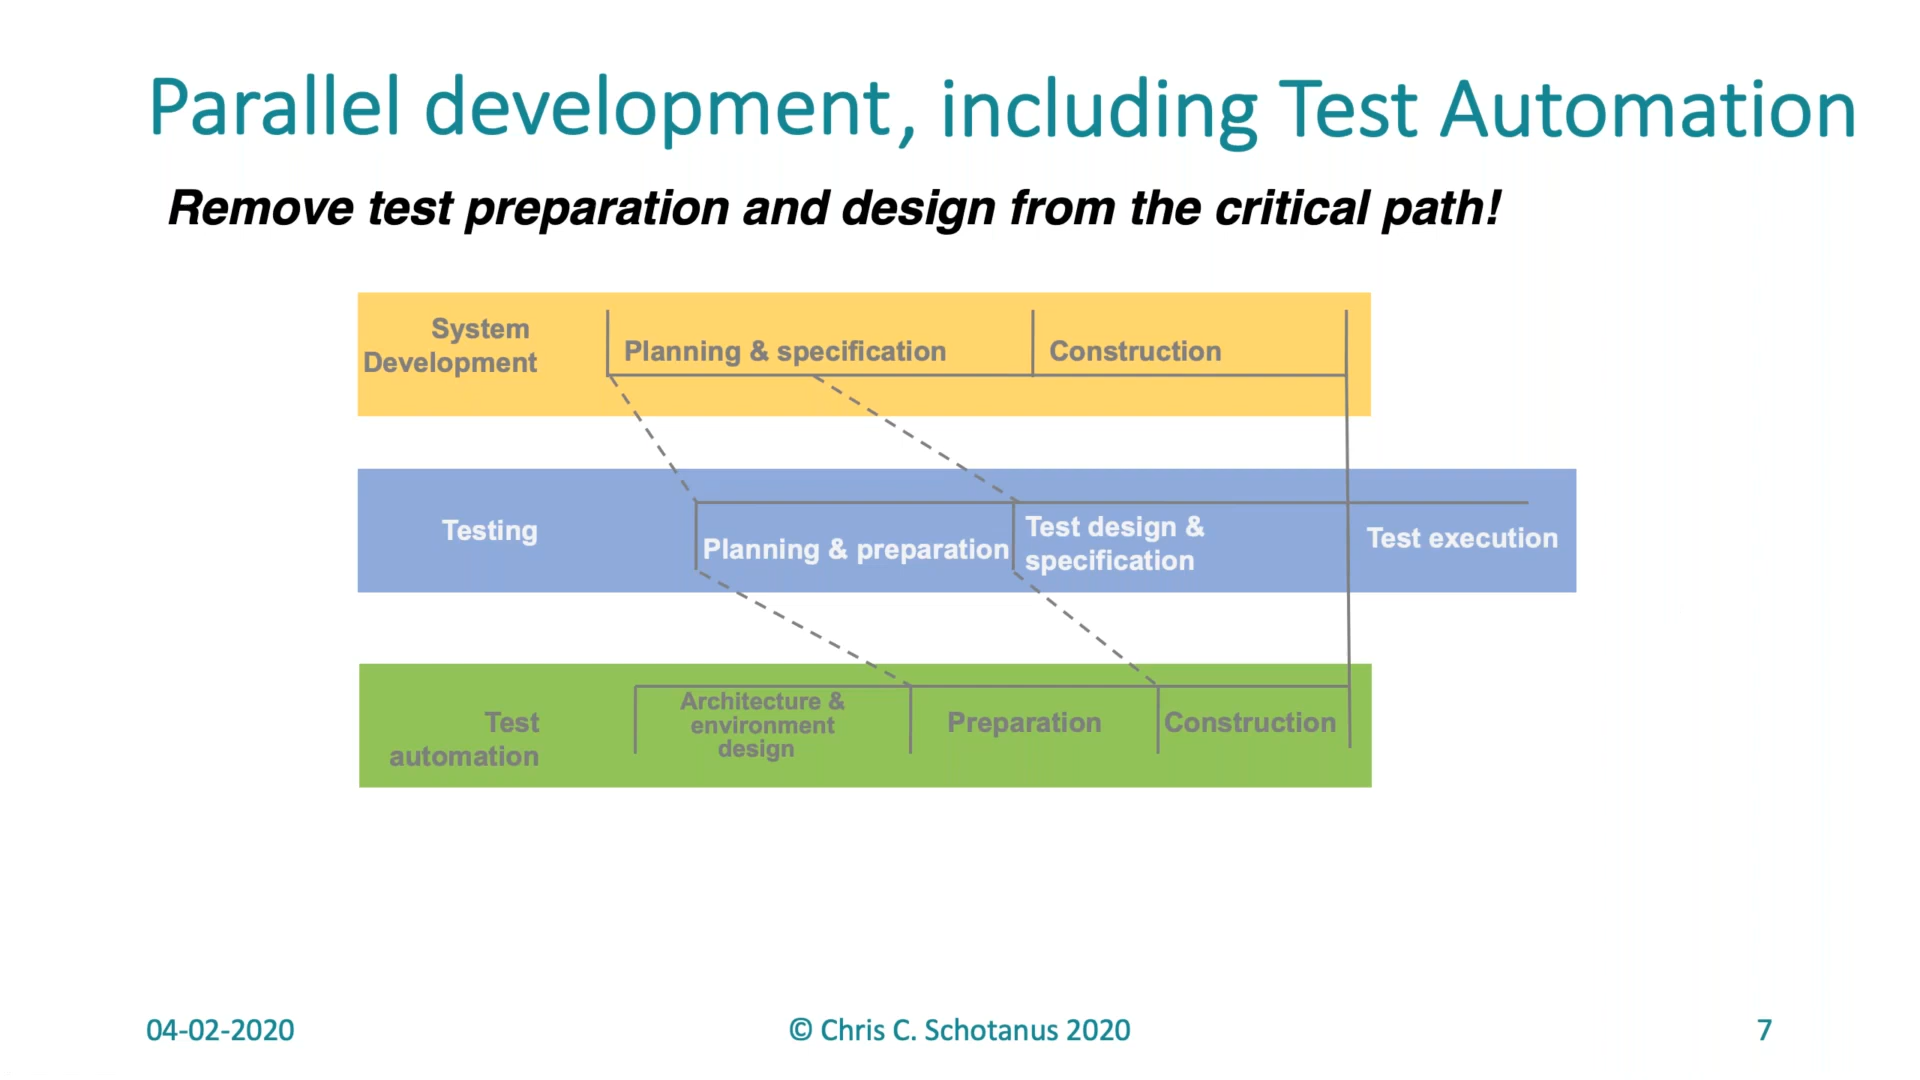 Parallel development, including Test Automation
Remove test preparation and design from the critical path!
System
Development
Planning & specification
Construction
Testing
Planning & preparation
Test design &
specification
Test execution
Test
automation
Architecture &
environment
design
Preparation
Construction
04-02-2020
© Chris C. Schotanus 2020
7